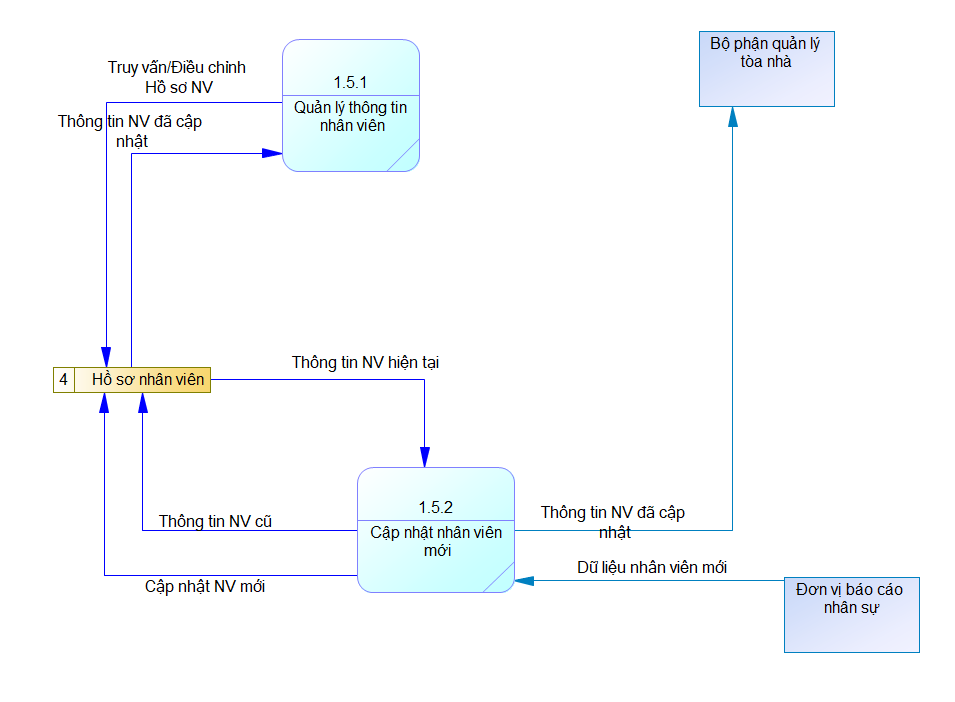 Truy vấn/Điều chỉnh
Hồ sơ NV
Thông tin NV đã cập
nhật
1.5.1
Quản lý thông tin
nhân viên
Bộ phận quản lý
tòa nhà
4
Hồ sơ nhân viên
Thông tin NV hiện tại
1.5.2
Cập nhật nhân viên
mới
Thông tin NV cũ
Cập nhật NV mới
Thông tin NV đã cập
nhật
Dữ liệu nhân viên mới
Đơn vị báo cáo
nhân sự